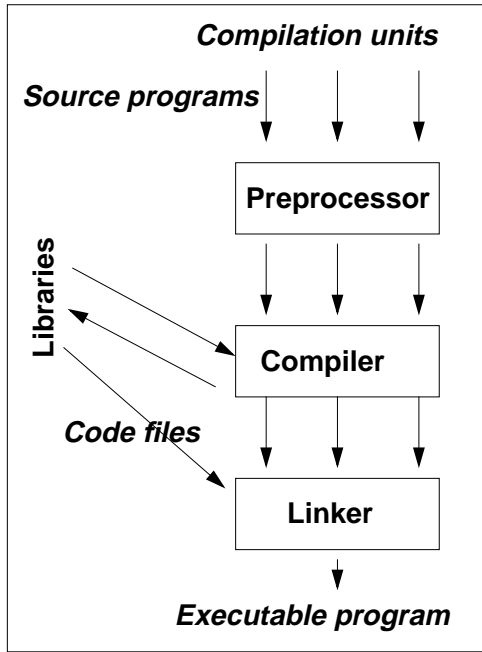 Compilation units
Source programs
Preprocessor
Libraries
Compiler
Code files
Linker
Executable program